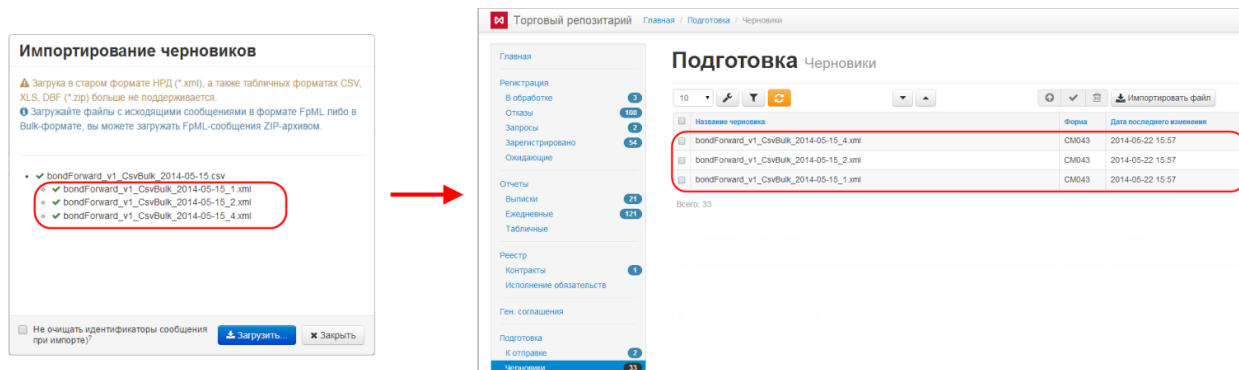 Импортирование черновиков
Загрука в старом формате НРД (*.xml), а также табличных форматах CSV,
XLS, DBF (*.zip) больше не поддерживается.
Загружайте файлы с исходящими сообщениями в формате FpML либо в
Bulk-формате, вы можете загружать FpML-сообщения ZIP-архивом.
bondForward_v1_CsvBulk_2014-05-15.csv
bondForward_v1_CsvBulk_2014-05-15_1.xml
bondForward_v1_CsvBulk_2014-05-15_2.xml
bondForward_v1_CsvBulk_2014-05-15_4.xml
Не очищать идентификаторы сообщения
при импорте)?
Загрузить...
Закрыть
Торговый репозитарий Главная / Подготовка / Черновики
Главная
Регистрация
В обработке 3
Отказы 108
Запросы 2
Зарегистрировано 54
Ожидающие
Отчеты
Выписки 21
Ежедневные 121
Табличные
Реестр
Контракты 1
Исполнение обязательств
Ген. соглашения
Подготовка
К отправке 2
Черновики 33
Подготовка Черновики
10
Импортировать файл
Название черновика Форма Дата последнего изменения
bondForward_v1_CsvBulk_2014-05-15_4.xml CM043 2014-05-22 15:57
bondForward_v1_CsvBulk_2014-05-15_2.xml CM043 2014-05-22 15:57
bondForward_v1_CsvBulk_2014-05-15_1.xml CM043 2014-05-22 15:57
Всего: 33